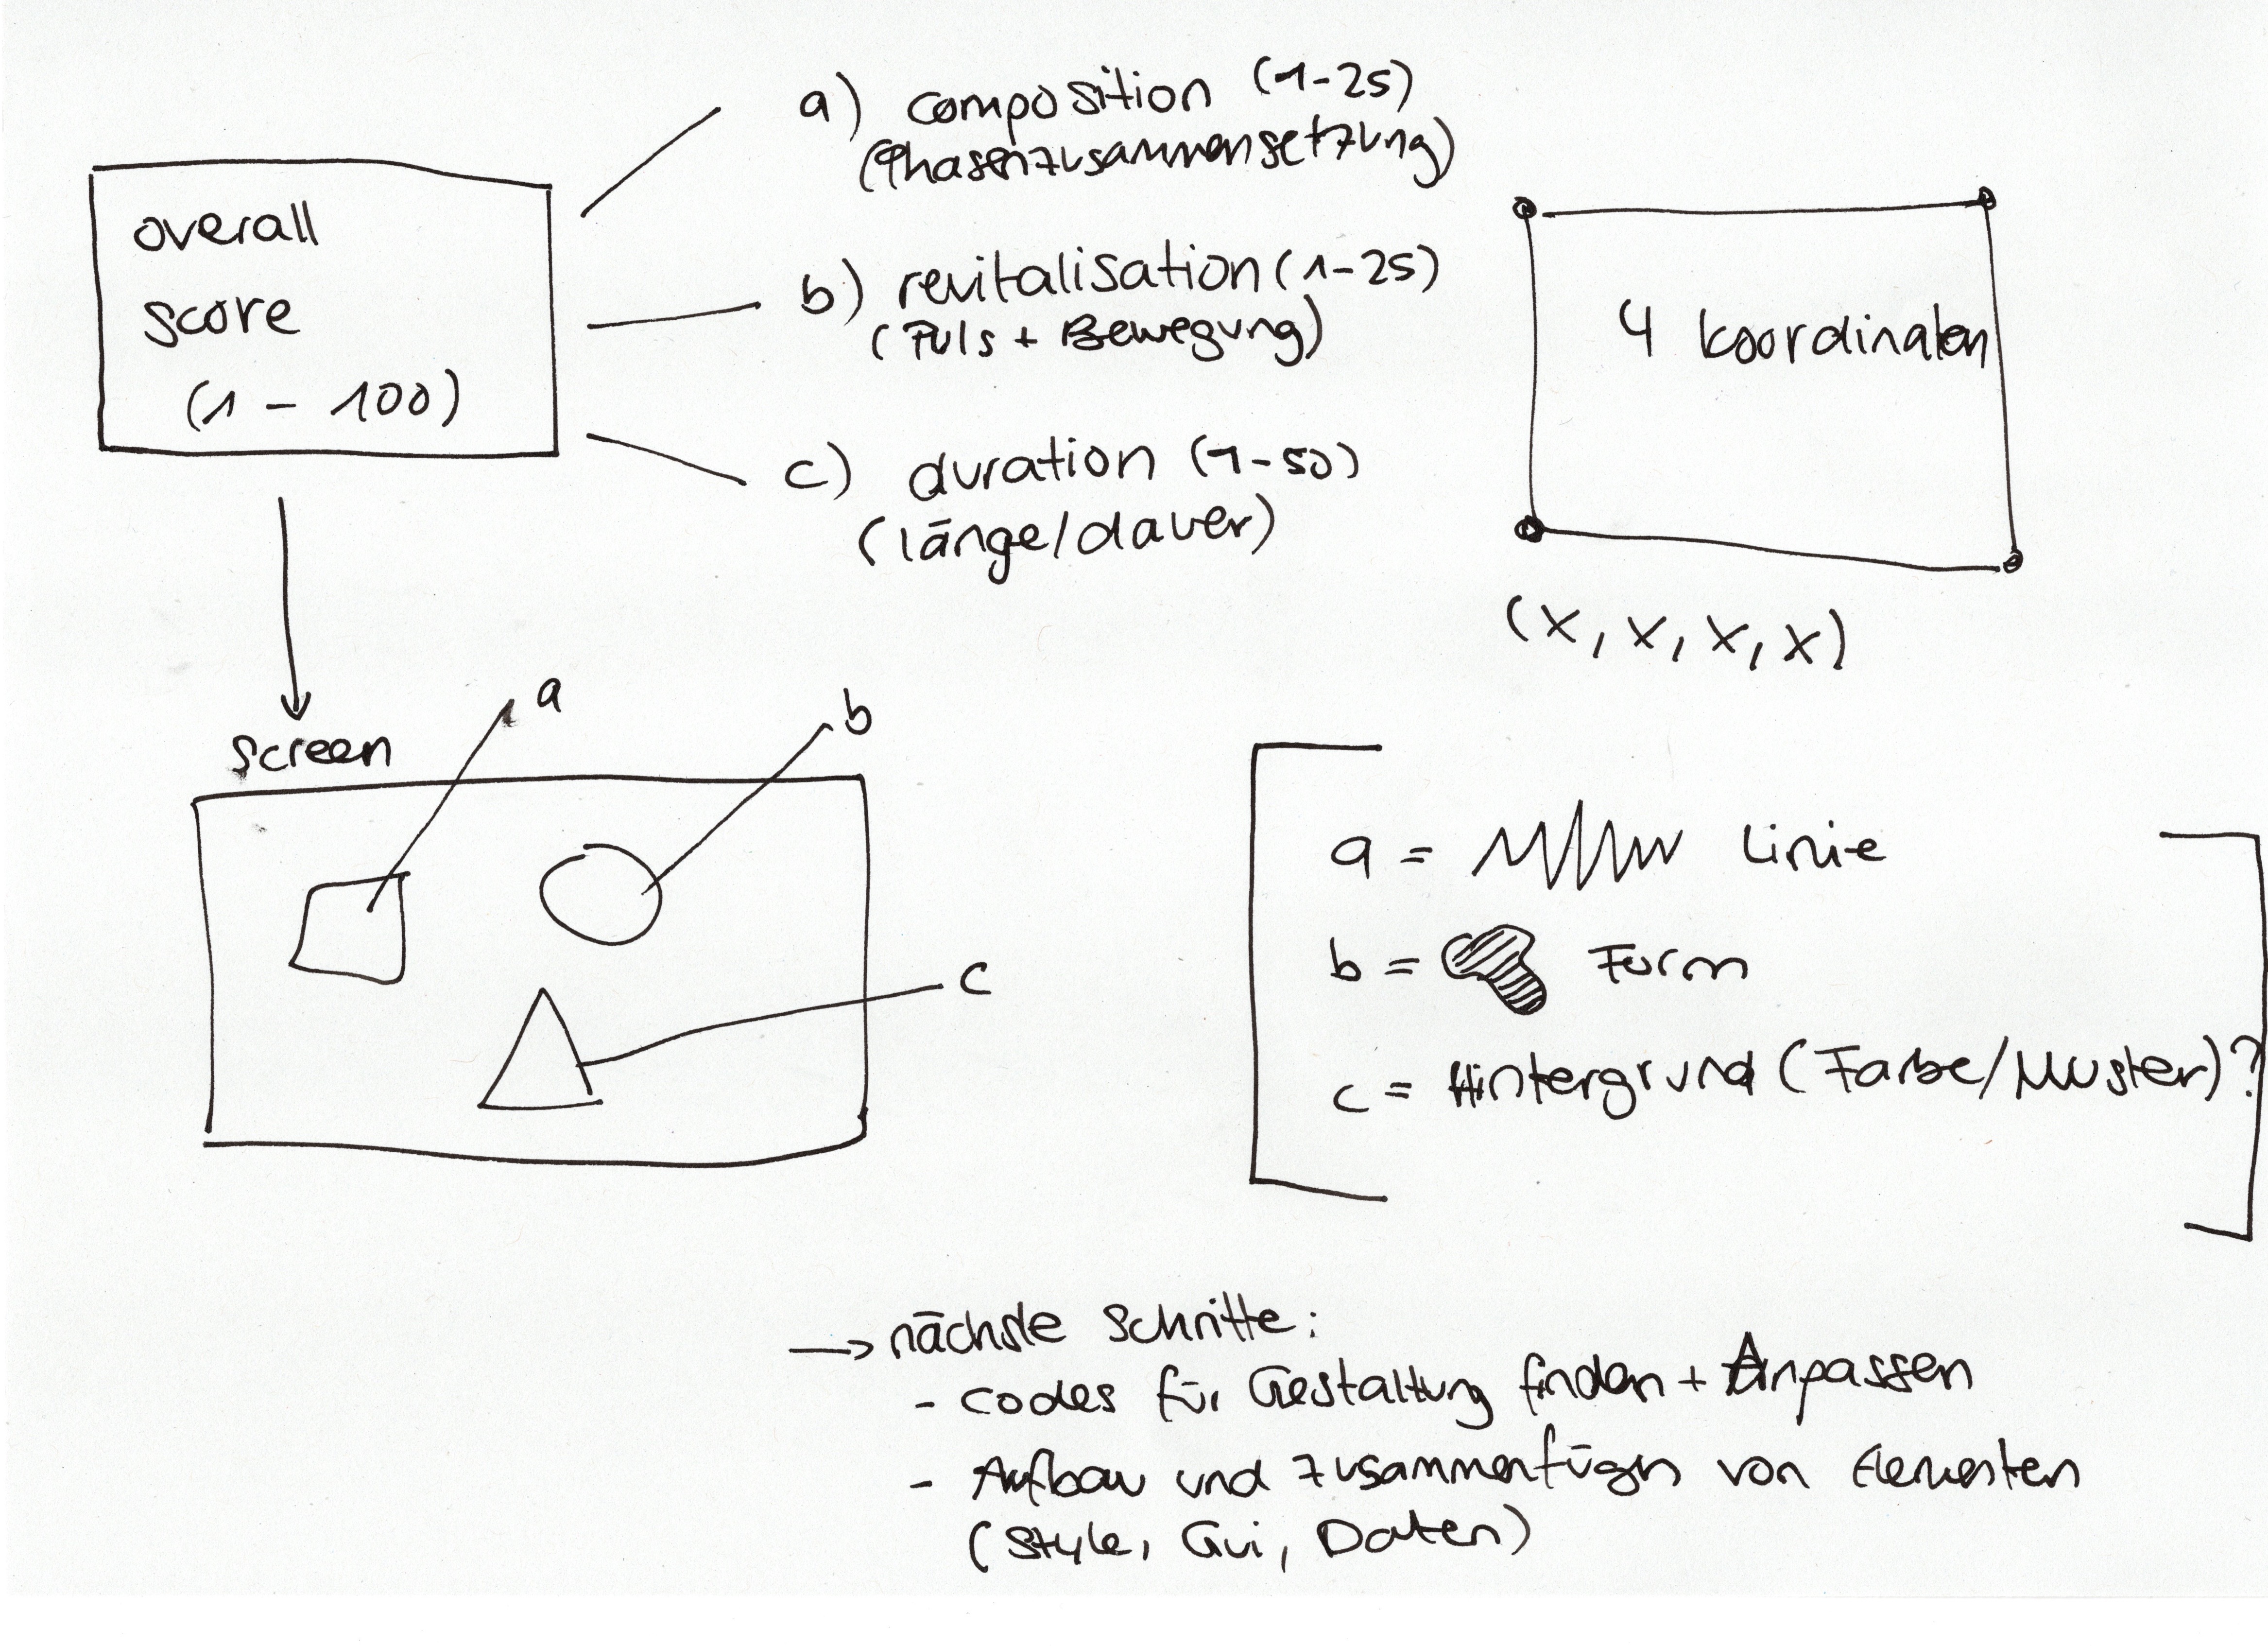 overall
score
(1 - 100)
a) composition (1-25)
(Phasenzusammensetzung)
b) revitalisation (1-25)
(Puls + Bewegung)
c) duration (1-50)
(länge/dauer)
4 koordinaten
(x, x, x, x)
screen
a
b
c
a = Linie
b = Form
c = Hintergrund (Farbe/Muster)?
→ nächste Schritte:
- Codes für Gestaltung finden + Anpassen
- Aufbau und zusammenfügen von Elementen
(Style, Gui, Daten)